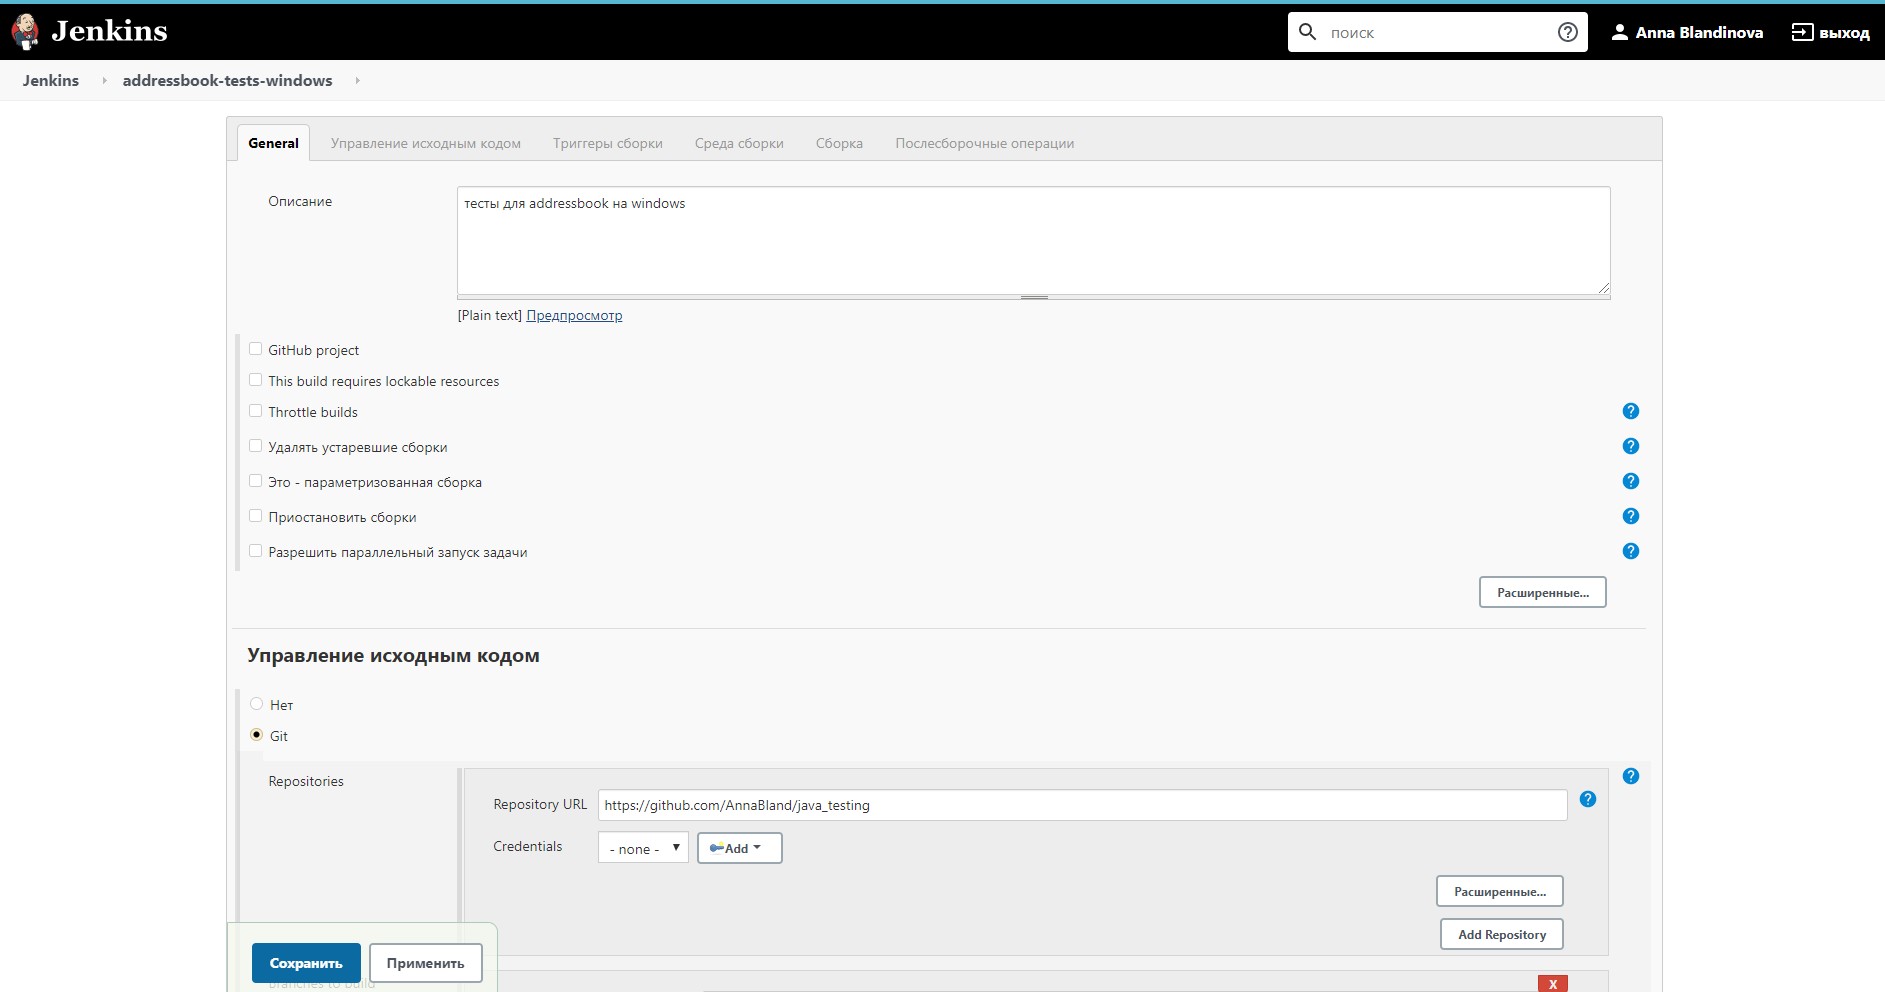 Jenkins
поиск
Anna Blandinova
выход
Jenkins addressbook-tests-windows
General Управление исходным кодом Триггеры сборки Среда сборки Сборка Послесборочные операции
Описание
тесты для addressbook на windows
[Plain text] Предпросмотр
GitHub project
This build requires lockable resources
Throttle builds
Удалять устаревшие сборки
Это - параметризованная сборка
Приостановить сборки
Разрешить параллельный запуск задачи
Расширенные...
Управление исходным кодом
Нет
Git
Repositories
Repository URL https://github.com/AnnaBland/java_testing
Credentials - none - Add
Расширенные...
Add Repository
Сохранить Применить
Branches to build
X